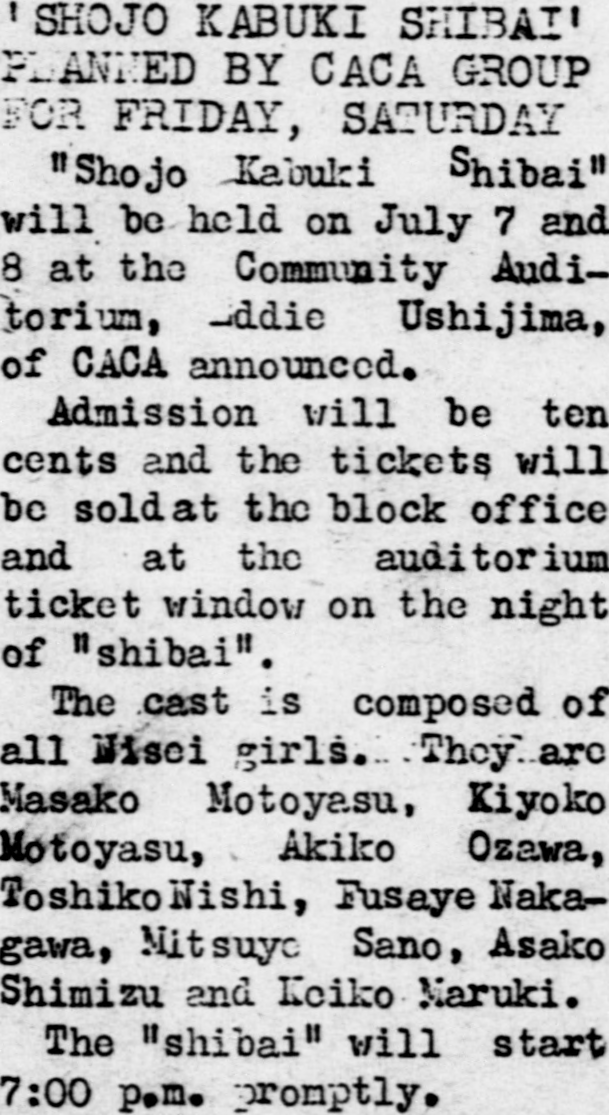 'SHOJO KABUKI SHIBAI'
PLANNED BY CACA GROUP
FOR FRIDAY, SATURDAY
"Shojo Kabuki Shibai"
will be held on July 7 and
8 at the Community Audi-
torium, Eddie Ushijima,
of CACA announced.
Admission will be ten
cents and the tickets will
be sold at the block office
and at the auditorium
ticket window on the night
of "shibai".
The cast is composed of
all Nisei girls. They are
Masako Motoyasu, Kiyoko
Motoyasu, Akiko Ozawa,
Toshiko Nishi, Fusaye Naka-
gawa, Mitsuye Sano, Asako
Shimizu and Keiko Maruki.
The "shibai" will start
7:00 p.m. promptly.